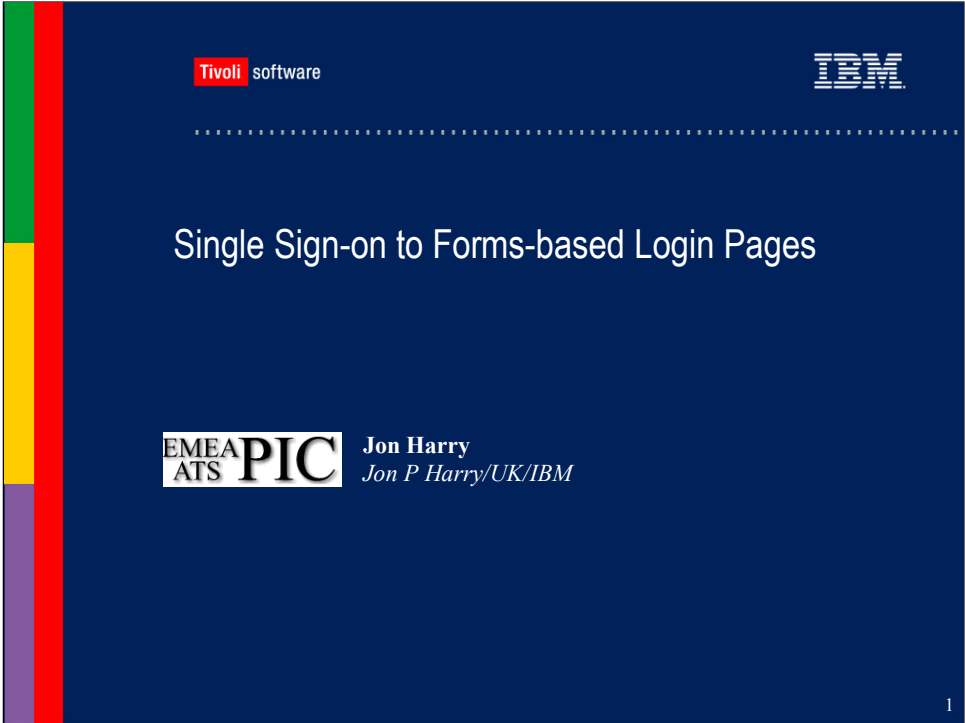 Tivoli software
IBM
Single Sign-on to Forms-based Login Pages
EMEA
ATS PIC
Jon Harry
Jon P Harry/UK/IBM
1